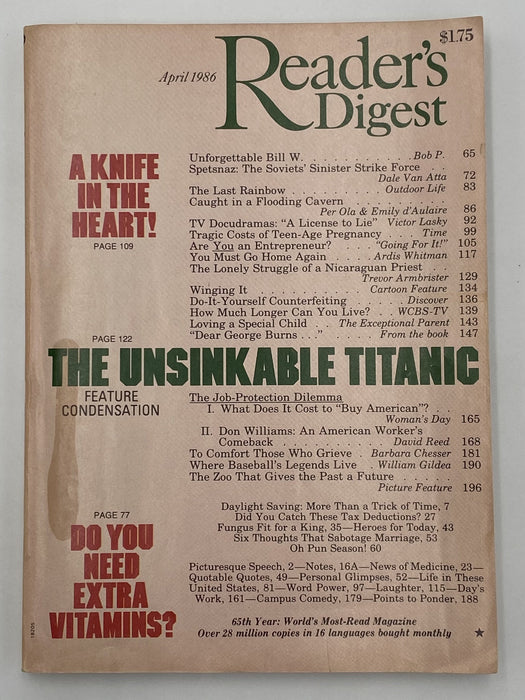 $1.75
April 1986
Reader's
Digest
A KNIFE
IN THE
HEART!
PAGE 109
Unforgettable Bill W. . . . . . . . . . . . Bob P. 65
Spetsnaz: The Soviets' Sinister Strike Force . .
Dale Van Atta 72
The Last Rainbow . . . . . . . . . Outdoor Life 83
Caught in a Flooding Cavern . . . . . . . .
Per Ola & Emily d'Aulaire 86
TV Docudramas: "A License to Lie" Victor Lasky 92
Tragic Costs of Teen-Age Pregnancy . . . . Time 99
Are You an Entrepreneur? . . . "Going For It!" 105
You Must Go Home Again . . . . Ardis Whitman 117
The Lonely Struggle of a Nicaraguan Priest . .
Trevor Armbrister 129
Winging It . . . . . . . . . . Cartoon Feature 134
Do-It-Yourself Counterfeiting . . . . . Discover 136
How Much Longer Can You Live? . . . WCBS-TV 139
Loving a Special Child . . The Exceptional Parent 143
"Dear George Burns . . ." . . . . . From the book 147
PAGE 122
THE UNSINKABLE TITANIC
FEATURE
CONDENSATION
The Job-Protection Dilemma
I. What Does It Cost to "Buy American"? . .
Woman's Day 165
II. Don Williams: An American Worker's
Comeback . . . . . . . . . . David Reed 168
To Comfort Those Who Grieve . Barbara Chesser 181
Where Baseball's Legends Live . William Gildea 190
The Zoo That Gives the Past a Future . . . .
Picture Feature 196
PAGE 77
DO YOU
NEED
EXTRA
VITAMINS?
Daylight Saving: More Than a Trick of Time, 7
Did You Catch These Tax Deductions? 27
Fungus Fit for a King, 35—Heroes for Today, 43
Six Thoughts That Sabotage Marriage, 53
Oh Pun Season! 60
Picturesque Speech, 2—Notes, 16A—News of Medicine, 23—
Quotable Quotes, 49—Personal Glimpses, 52—Life in These
United States, 81—Word Power, 97—Laughter, 115—Day's
Work, 161—Campus Comedy, 179—Points to Ponder, 188
65th Year: World's Most-Read Magazine
Over 28 million copies in 16 languages bought monthly